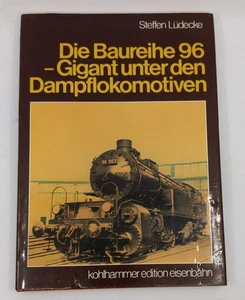 Steffen Lüdecke
Die Baureihe 96
– Gigant unter den
Dampflokomotiven
kohlhammer edition eisenbahn